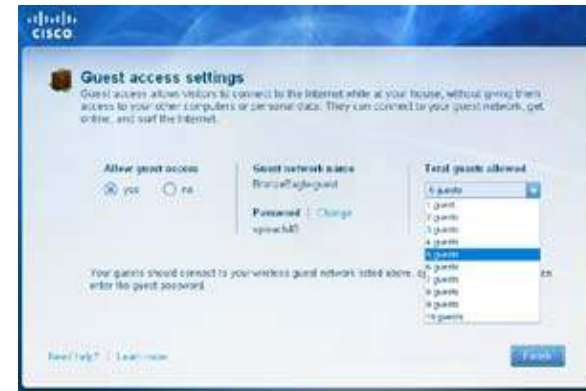 CISCO
Guest access settings
Guest access allows visitors to connect to the Internet while at your house, without giving them
access to your other computers or personal data. They can connect to your guest network, get
online, and surf the Internet.
Allow guest access
yes no
Guest network name
BronzeEagle-guest
Password | Change
Total guests allowed
5 guests
1 guest
2 guests
3 guests
4 guests
5 guests
6 guests
7 guests
8 guests
9 guests
10 guests
Your guests should connect to your wireless guest network listed above,
enter the guest password.
Need help? | Learn more
Finish